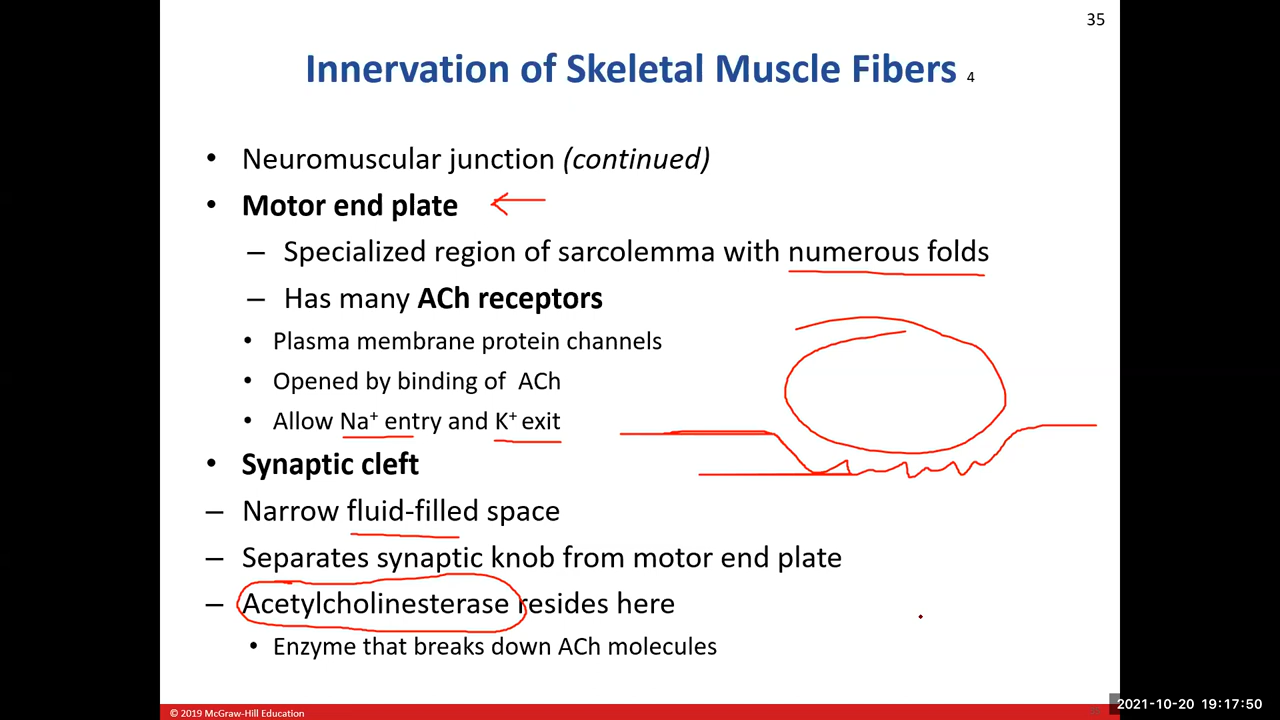 35
Innervation of Skeletal Muscle Fibers 4
• Neuromuscular junction (continued)
• Motor end plate
– Specialized region of sarcolemma with numerous folds
– Has many ACh receptors
• Plasma membrane protein channels
• Opened by binding of ACh
• Allow Na⁺ entry and K⁺ exit
• Synaptic cleft
– Narrow fluid-filled space
– Separates synaptic knob from motor end plate
– Acetylcholinesterase resides here
• Enzyme that breaks down ACh molecules
© 2019 McGraw-Hill Education
2021-10-20 19:17:50